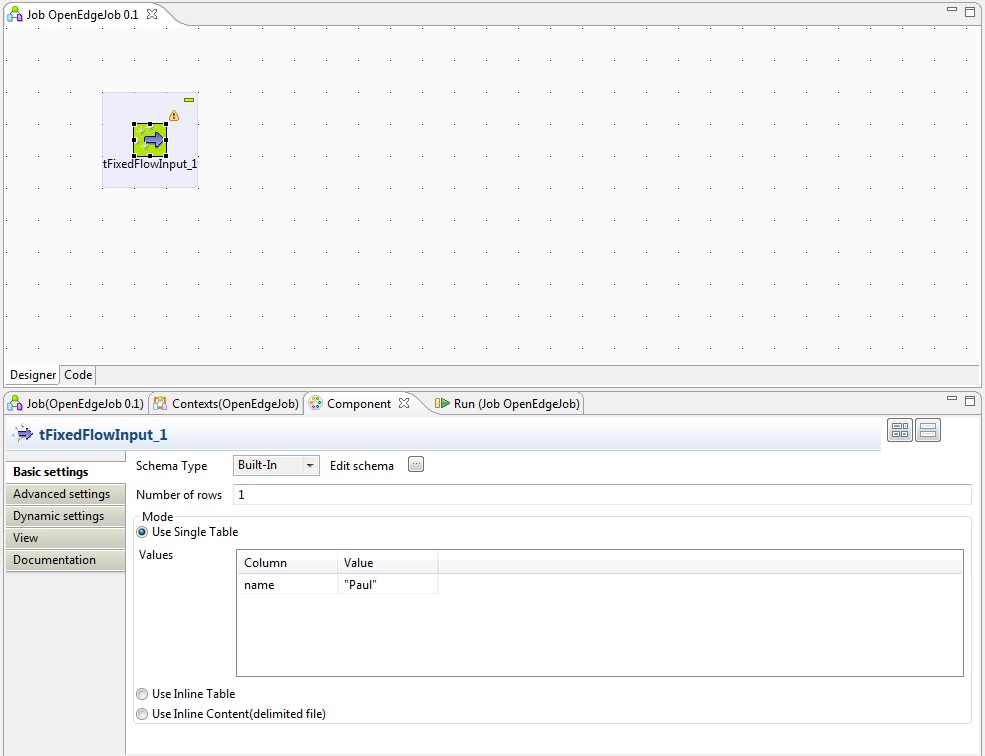 Job OpenEdgeJob 0.1
tFixedFlowInput_1
Designer Code
Job(OpenEdgeJob 0.1) Contexts(OpenEdgeJob) Component Run (Job OpenEdgeJob)
tFixedFlowInput_1
Basic settings
Advanced settings
Dynamic settings
View
Documentation
Schema Type Built-In Edit schema ...
Number of rows 1
Mode
Use Single Table
Values
Column Value
name "Paul"
Use Inline Table
Use Inline Content(delimited file)